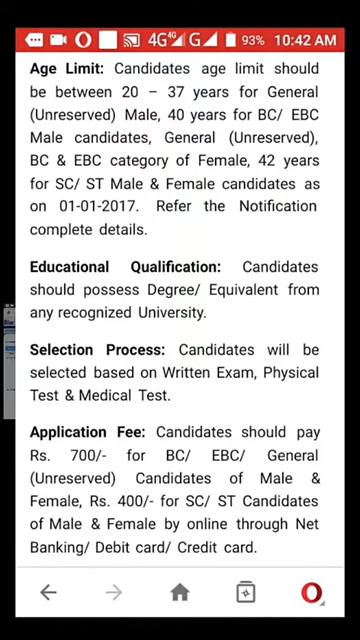 4G 4G G 93% 10:42 AM
Age Limit: Candidates age limit should
be between 20 – 37 years for General
(Unreserved) Male, 40 years for BC/ EBC
Male candidates, General (Unreserved),
BC & EBC category of Female, 42 years
for SC/ ST Male & Female candidates as
on 01-01-2017. Refer the Notification
complete details.
Educational Qualification: Candidates
should possess Degree/ Equivalent from
any recognized University.
Selection Process: Candidates will be
selected based on Written Exam, Physical
Test & Medical Test.
Application Fee: Candidates should pay
Rs. 700/- for BC/ EBC/ General
(Unreserved) Candidates of Male &
Female, Rs. 400/- for SC/ ST Candidates
of Male & Female by online through Net
Banking/ Debit card/ Credit card.